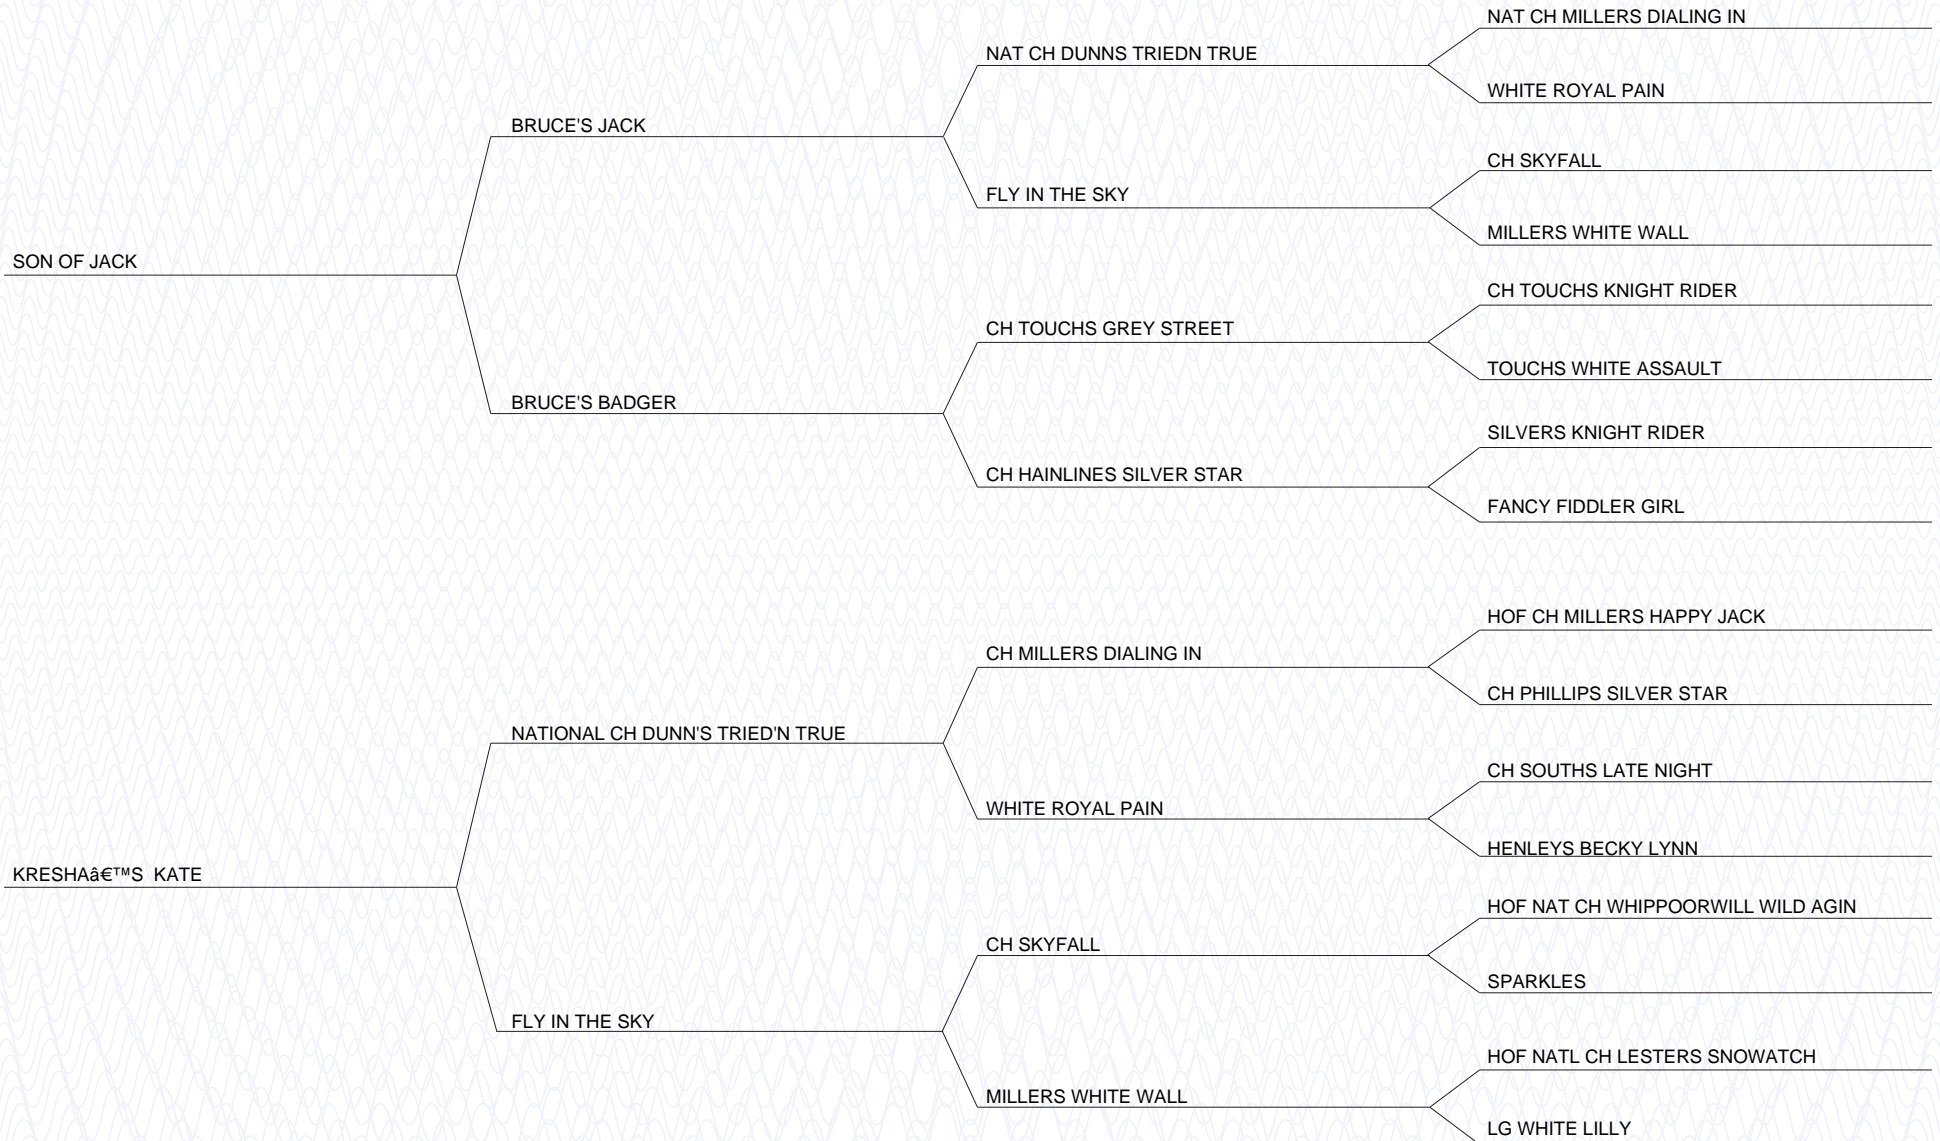 NAT CH MILLERS DIALING IN
NAT CH DUNNS TRIEDN TRUE
WHITE ROYAL PAIN
BRUCE'S JACK
CH SKYFALL
FLY IN THE SKY
MILLERS WHITE WALL
SON OF JACK
CH TOUCHS KNIGHT RIDER
CH TOUCHS GREY STREET
TOUCHS WHITE ASSAULT
BRUCE'S BADGER
SILVERS KNIGHT RIDER
CH HAINLINES SILVER STAR
FANCY FIDDLER GIRL
HOF CH MILLERS HAPPY JACK
CH MILLERS DIALING IN
CH PHILLIPS SILVER STAR
NATIONAL CH DUNN'S TRIED'N TRUE
CH SOUTHS LATE NIGHT
WHITE ROYAL PAIN
HENLEYS BECKY LYNN
KRESHAâ€™S  KATE
HOF NAT CH WHIPPOORWILL WILD AGIN
CH SKYFALL
SPARKLES
FLY IN THE SKY
HOF NATL CH LESTERS SNOWATCH
MILLERS WHITE WALL
LG WHITE LILLY